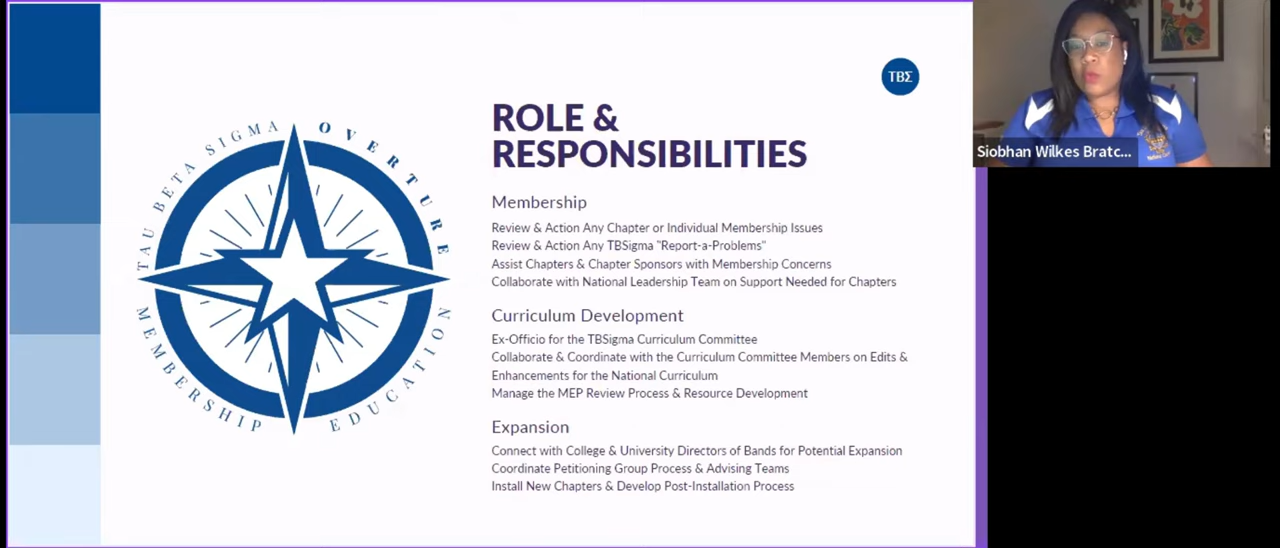 TAU BETA SIGMA OVERTURE
MEMBERSHIP EDUCATION
TBΣ
ROLE &
RESPONSIBILITIES
Membership
Review & Action Any Chapter or Individual Membership Issues
Review & Action Any TBSigma "Report-a-Problems"
Assist Chapters & Chapter Sponsors with Membership Concerns
Collaborate with National Leadership Team on Support Needed for Chapters
Curriculum Development
Ex-Officio for the TBSigma Curriculum Committee
Collaborate & Coordinate with the Curriculum Committee Members on Edits &
Enhancements for the National Curriculum
Manage the MEP Review Process & Resource Development
Expansion
Connect with College & University Directors of Bands for Potential Expansion
Coordinate Petitioning Group Process & Advising Teams
Install New Chapters & Develop Post-Installation Process
Siobhan Wilkes Bratc...